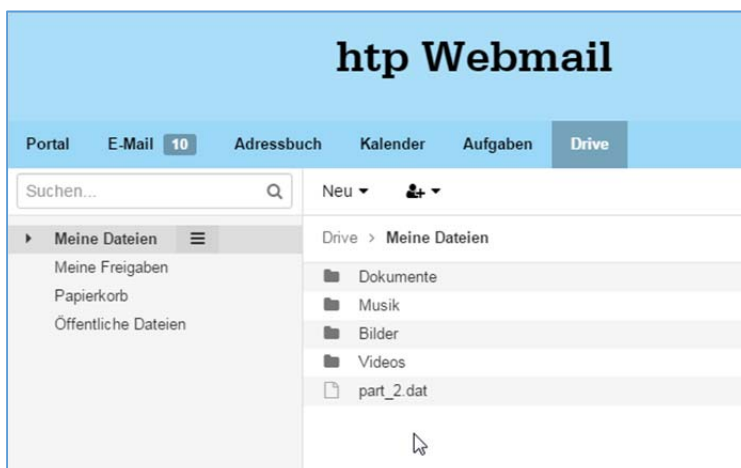 htp Webmail
Portal E-Mail 10 Adressbuch Kalender Aufgaben Drive
Suchen...
Neu
Meine Dateien
Meine Freigaben
Papierkorb
Öffentliche Dateien
Drive > Meine Dateien
Dokumente
Musik
Bilder
Videos
part_2.dat